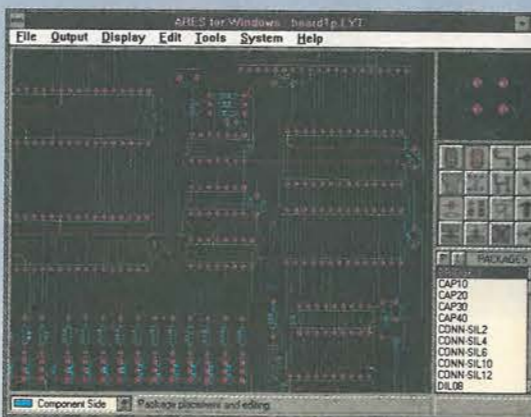 ARES for Windows - board1p.LYT
File Output Display Edit Tools System Help
PACKAGES
CAP10
CAP20
CAP30
CAP40
CONN-SIL2
CONN-SIL4
CONN-SIL6
CONN-SIL10
CONN-SIL12
DIL08
Component Side
Package placement and editing